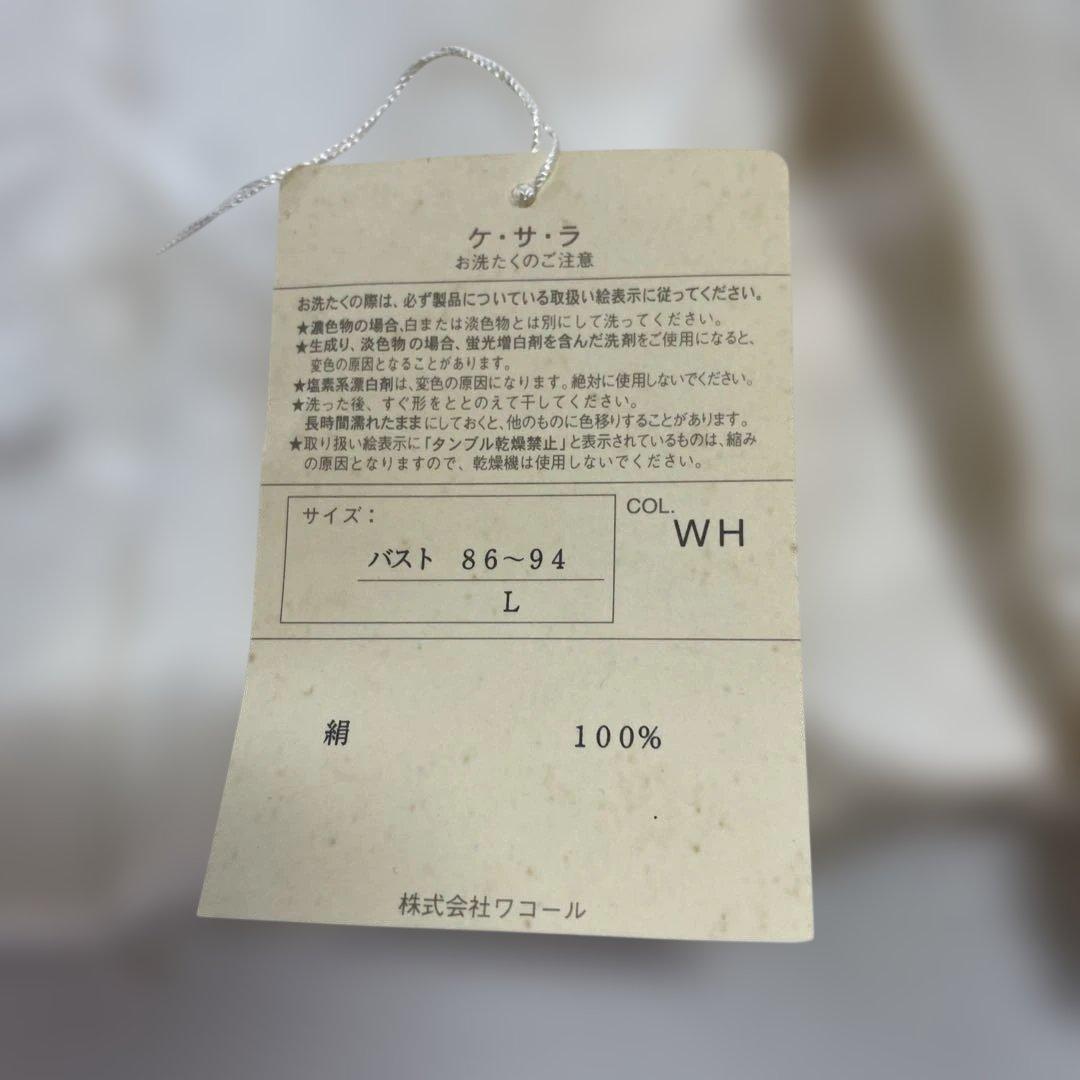 ケ・サ・ラ
お洗たくのご注意
お洗たくの際は、必ず製品についている取扱い絵表示に従ってください。
★濃色物の場合、白または淡色物とは別にして洗ってください。
★生成り、淡色物の場合、蛍光増白剤を含んだ洗剤をご使用になると、
変色の原因となることがあります。
★塩素系漂白剤は、変色の原因になります。絶対に使用しないでください。
★洗った後、すぐ形をととのえて干してください。
長時間濡れたままにしておくと、他のものに色移りすることがあります。
★取り扱い絵表示に「タンブル乾燥禁止」と表示されているものは、縮み
の原因となりますので、乾燥機は使用しないでください。
サイズ：
バスト 86〜94
L
COL.
WH
絹 100%
株式会社ワコール